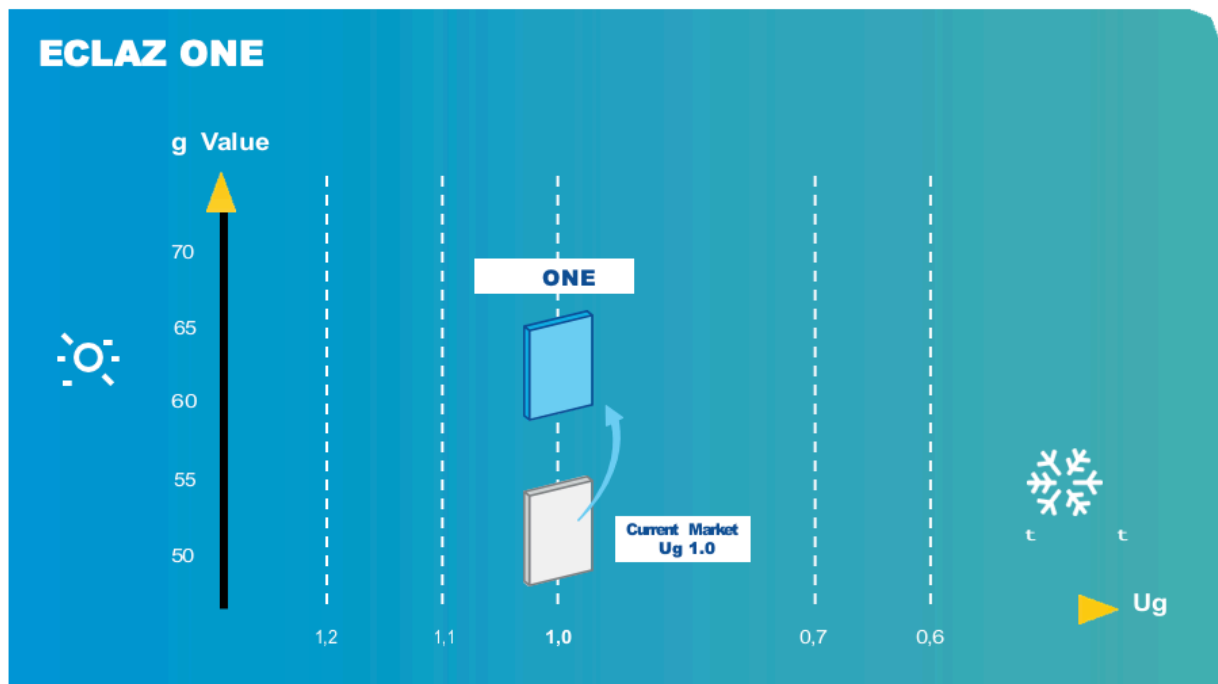 ECLAZ ONE
g Value
70
ONE
65
60
55
Current Market
Ug 1.0
50
t t
Ug
1,2 1,1 1,0 0,7 0,6